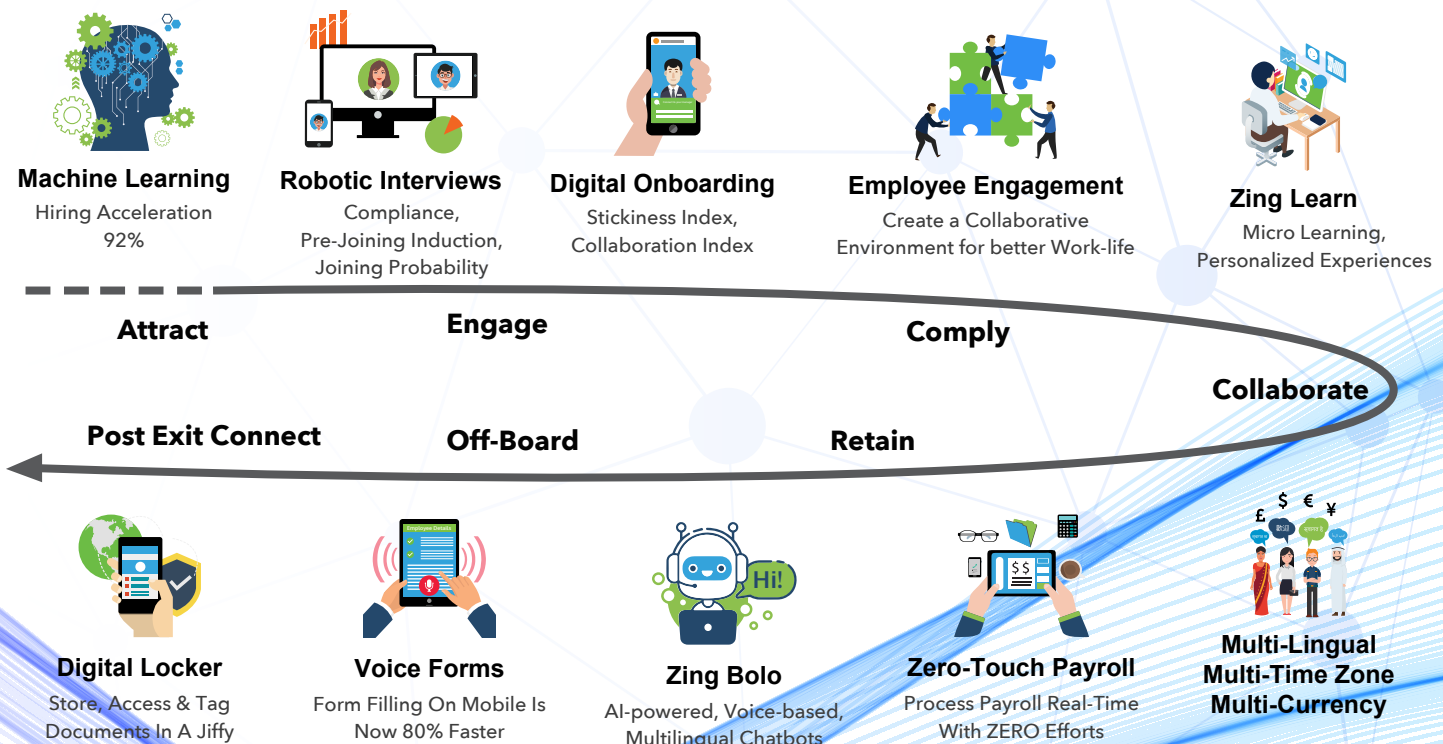 Machine Learning
Hiring Acceleration
92%
Robotic Interviews
Compliance,
Pre-Joining Induction,
Joining Probability
Digital Onboarding
Stickiness Index,
Collaboration Index
Employee Engagement
Create a Collaborative
Environment for better Work-life
Zing Learn
Micro Learning,
Personalized Experiences
Attract
Engage
Comply
Collaborate
Retain
Off-Board
Post Exit Connect
Digital Locker
Store, Access & Tag
Documents In A Jiffy
Employee Details
Voice Forms
Form Filling On Mobile Is
Now 80% Faster
Hi!
Zing Bolo
AI-powered, Voice-based,
Multilingual Chatbots
$$
Zero-Touch Payroll
Process Payroll Real-Time
With ZERO Efforts
£ $ € ¥
Multi-Lingual
Multi-Time Zone
Multi-Currency